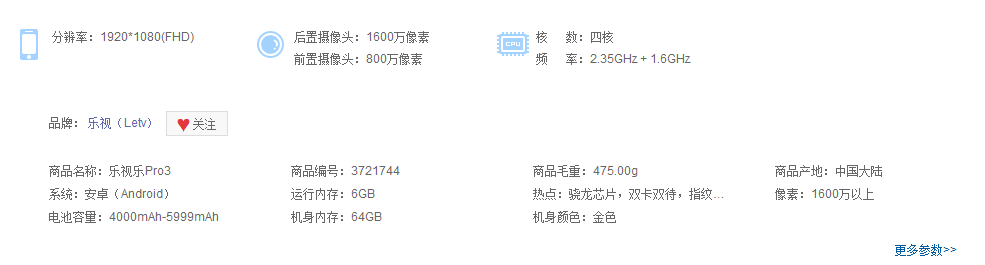 分辨率：1920*1080(FHD)
后置摄像头：1600万像素
前置摄像头：800万像素
CPU
核 数：四核
频 率：2.35GHz + 1.6GHz
品牌：乐视（Letv） 关注
商品名称：乐视乐Pro3 商品编号：3721744 商品毛重：475.00g 商品产地：中国大陆
系统：安卓（Android） 运行内存：6GB 热点：骁龙芯片，双卡双待，指纹... 像素：1600万以上
电池容量：4000mAh-5999mAh 机身内存：64GB 机身颜色：金色
更多参数>>